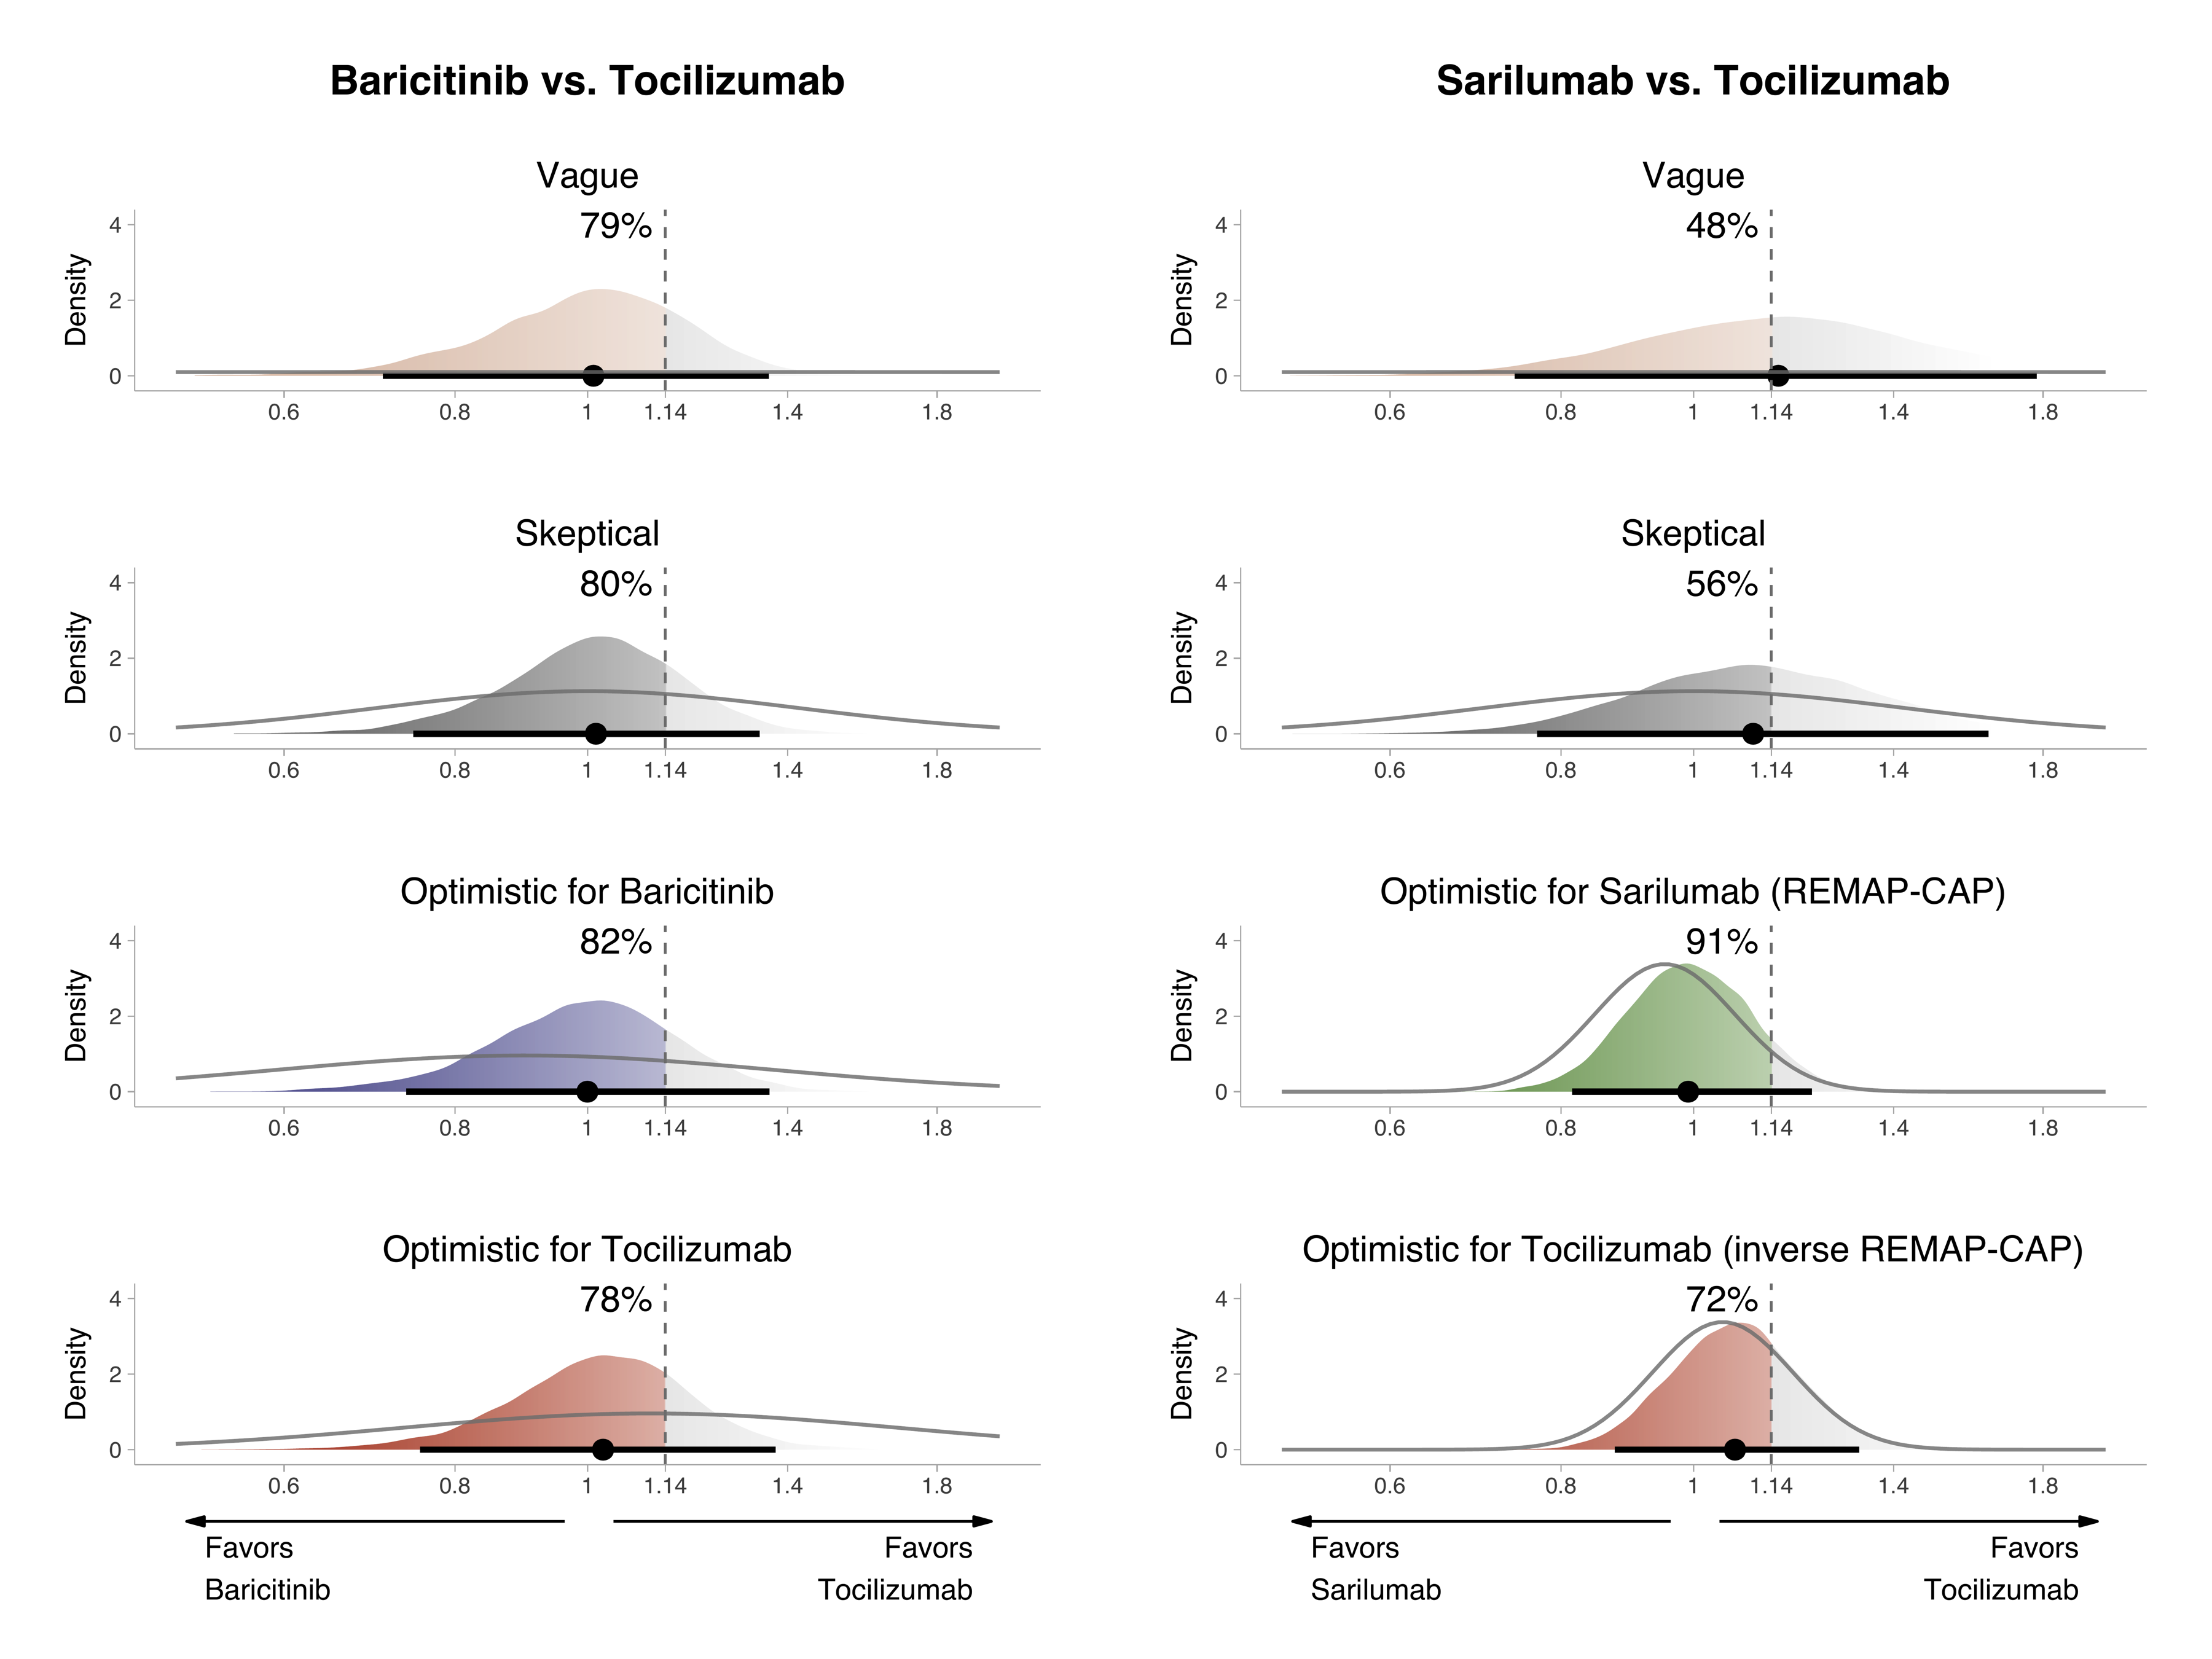 Baricitinib vs. Tocilizumab
Vague
79%
Density
4
2
0
0.6 0.8 1 1.14 1.4 1.8
Skeptical
80%
Density
4
2
0
0.6 0.8 1 1.14 1.4 1.8
Optimistic for Baricitinib
82%
Density
4
2
0
0.6 0.8 1 1.14 1.4 1.8
Optimistic for Tocilizumab
78%
Density
4
2
0
0.6 0.8 1 1.14 1.4 1.8
Favors
Baricitinib
Favors
Tocilizumab
Sarilumab vs. Tocilizumab
Vague
48%
Density
4
2
0
0.6 0.8 1 1.14 1.4 1.8
Skeptical
56%
Density
4
2
0
0.6 0.8 1 1.14 1.4 1.8
Optimistic for Sarilumab (REMAP-CAP)
91%
Density
4
2
0
0.6 0.8 1 1.14 1.4 1.8
Optimistic for Tocilizumab (inverse REMAP-CAP)
72%
Density
4
2
0
0.6 0.8 1 1.14 1.4 1.8
Favors
Sarilumab
Favors
Tocilizumab